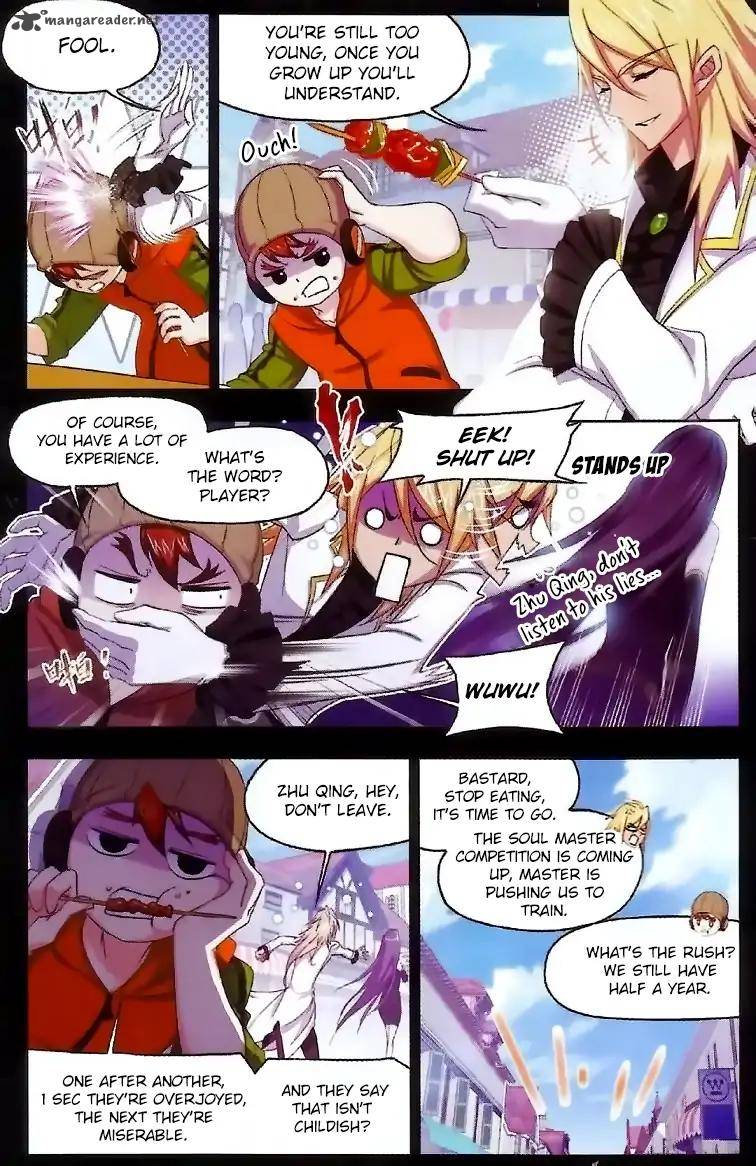 mangareader.net
FOOL.
YOU'RE STILL TOO
YOUNG, ONCE YOU
GROW UP YOU'LL
UNDERSTAND.
Ouch!
OF COURSE,
YOU HAVE A LOT OF
EXPERIENCE.
WHAT'S
THE WORD?
PLAYER?
EEK!
SHUT UP!
STANDS UP
Zhu Qing, don't
listen to his lies...
WUWU!
ZHU QING, HEY,
DON'T LEAVE.
ONE AFTER ANOTHER,
1 SEC THEY'RE OVERJOYED,
THE NEXT THEY'RE
MISERABLE.
AND THEY SAY
THAT ISN'T
CHILDISH?
BASTARD,
STOP EATING,
IT'S TIME TO GO.
THE SOUL MASTER
COMPETITION IS COMING
UP, MASTER IS
PUSHING US TO
TRAIN.
WHAT'S THE RUSH?
WE STILL HAVE
HALF A YEAR.